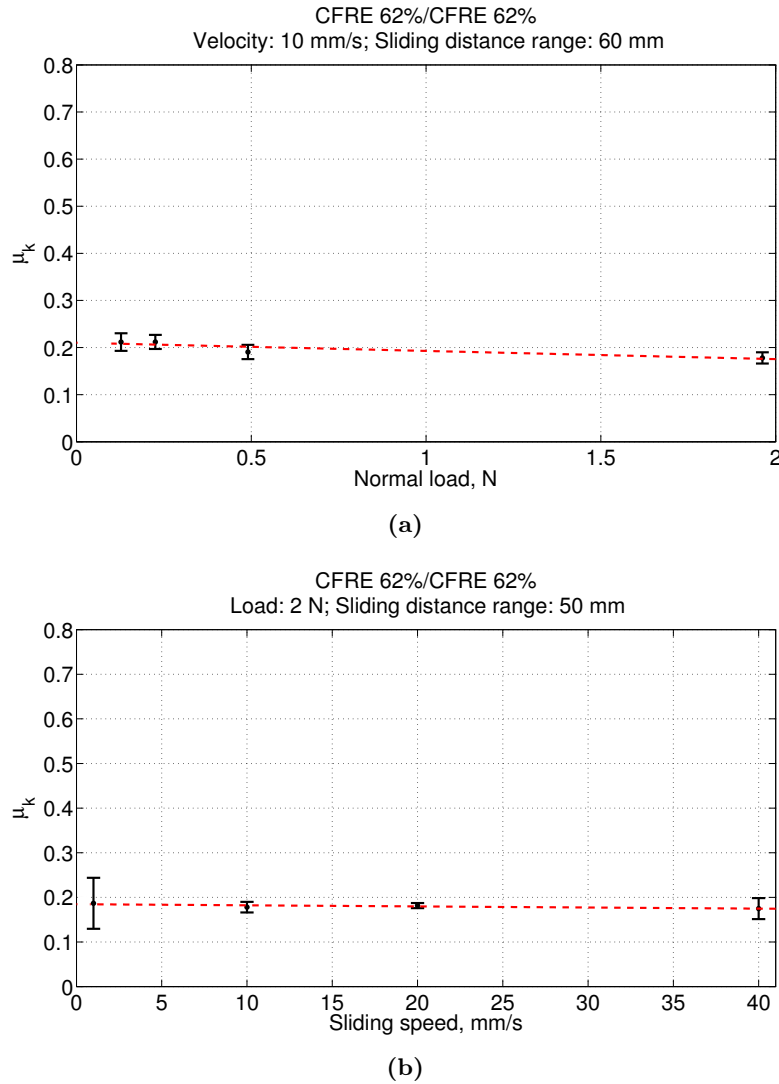 CFRE 62%/CFRE 62%
Velocity: 10 mm/s; Sliding distance range: 60 mm
0.8
0.7
0.6
0.5
0.4
0.3
0.2
0.1
0
μk
0 0.5 1 1.5 2
Normal load, N
(a)
CFRE 62%/CFRE 62%
Load: 2 N; Sliding distance range: 50 mm
0.8
0.7
0.6
0.5
0.4
0.3
0.2
0.1
0
μk
0 5 10 15 20 25 30 35 40
Sliding speed, mm/s
(b)